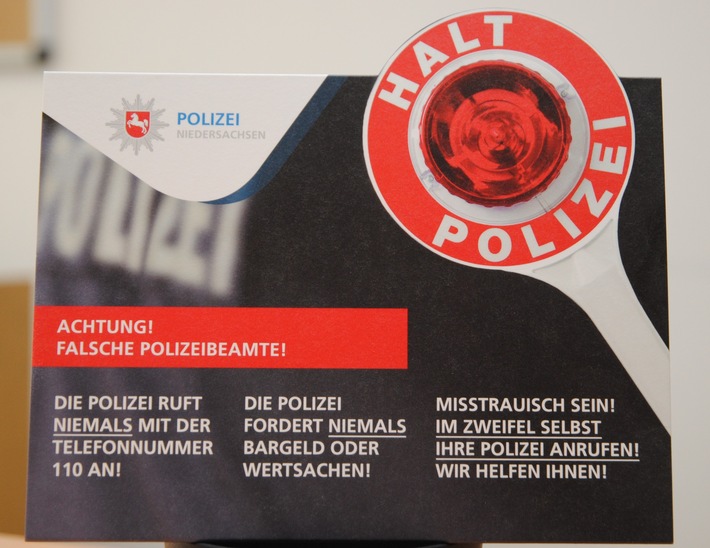 HALT
POLIZEI
POLIZEI
NIEDERSACHSEN
POLIZEI
ACHTUNG!
FALSCHE POLIZEIBEAMTE!
DIE POLIZEI RUFT
NIEMALS MIT DER
TELEFONNUMMER
110 AN!
DIE POLIZEI
FORDERT NIEMALS
BARGELD ODER
WERTSACHEN!
MISSTRAUISCH SEIN!
IM ZWEIFEL SELBST
IHRE POLIZEI ANRUFEN!
WIR HELFEN IHNEN!